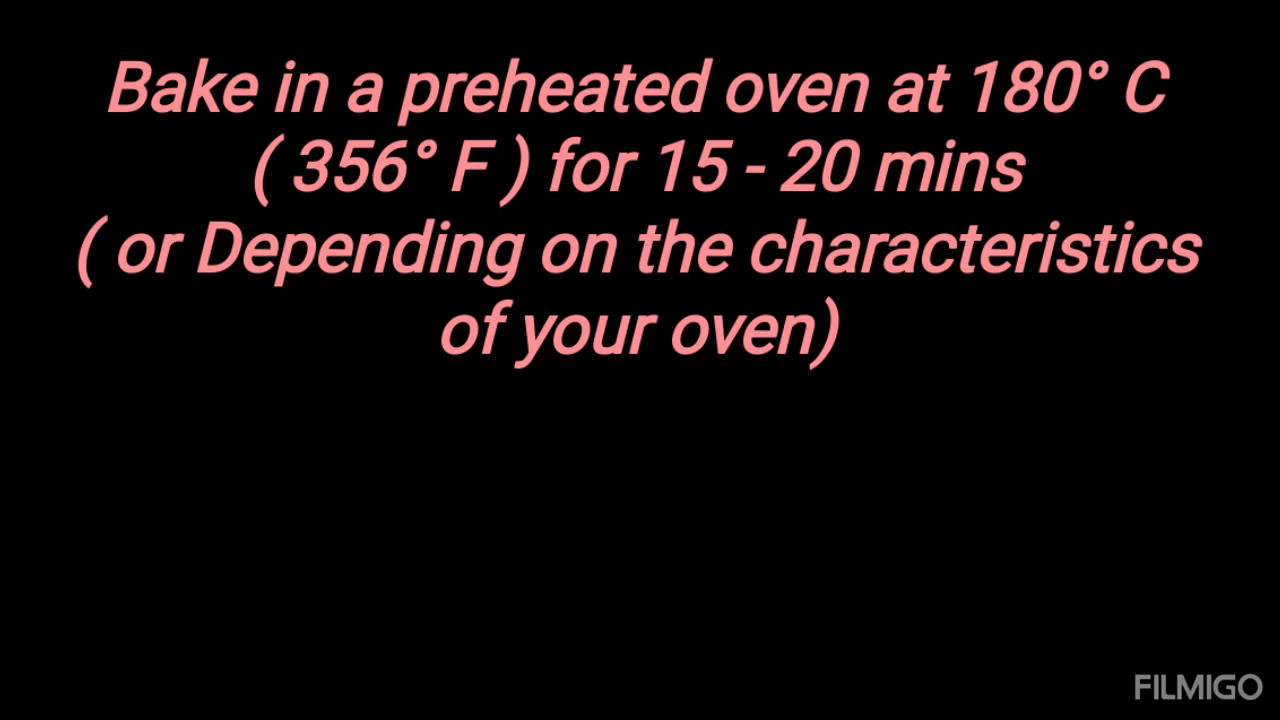 Bake in a preheated oven at 180° C
( 356° F ) for 15 - 20 mins
( or Depending on the characteristics
of your oven)
FILMIGO